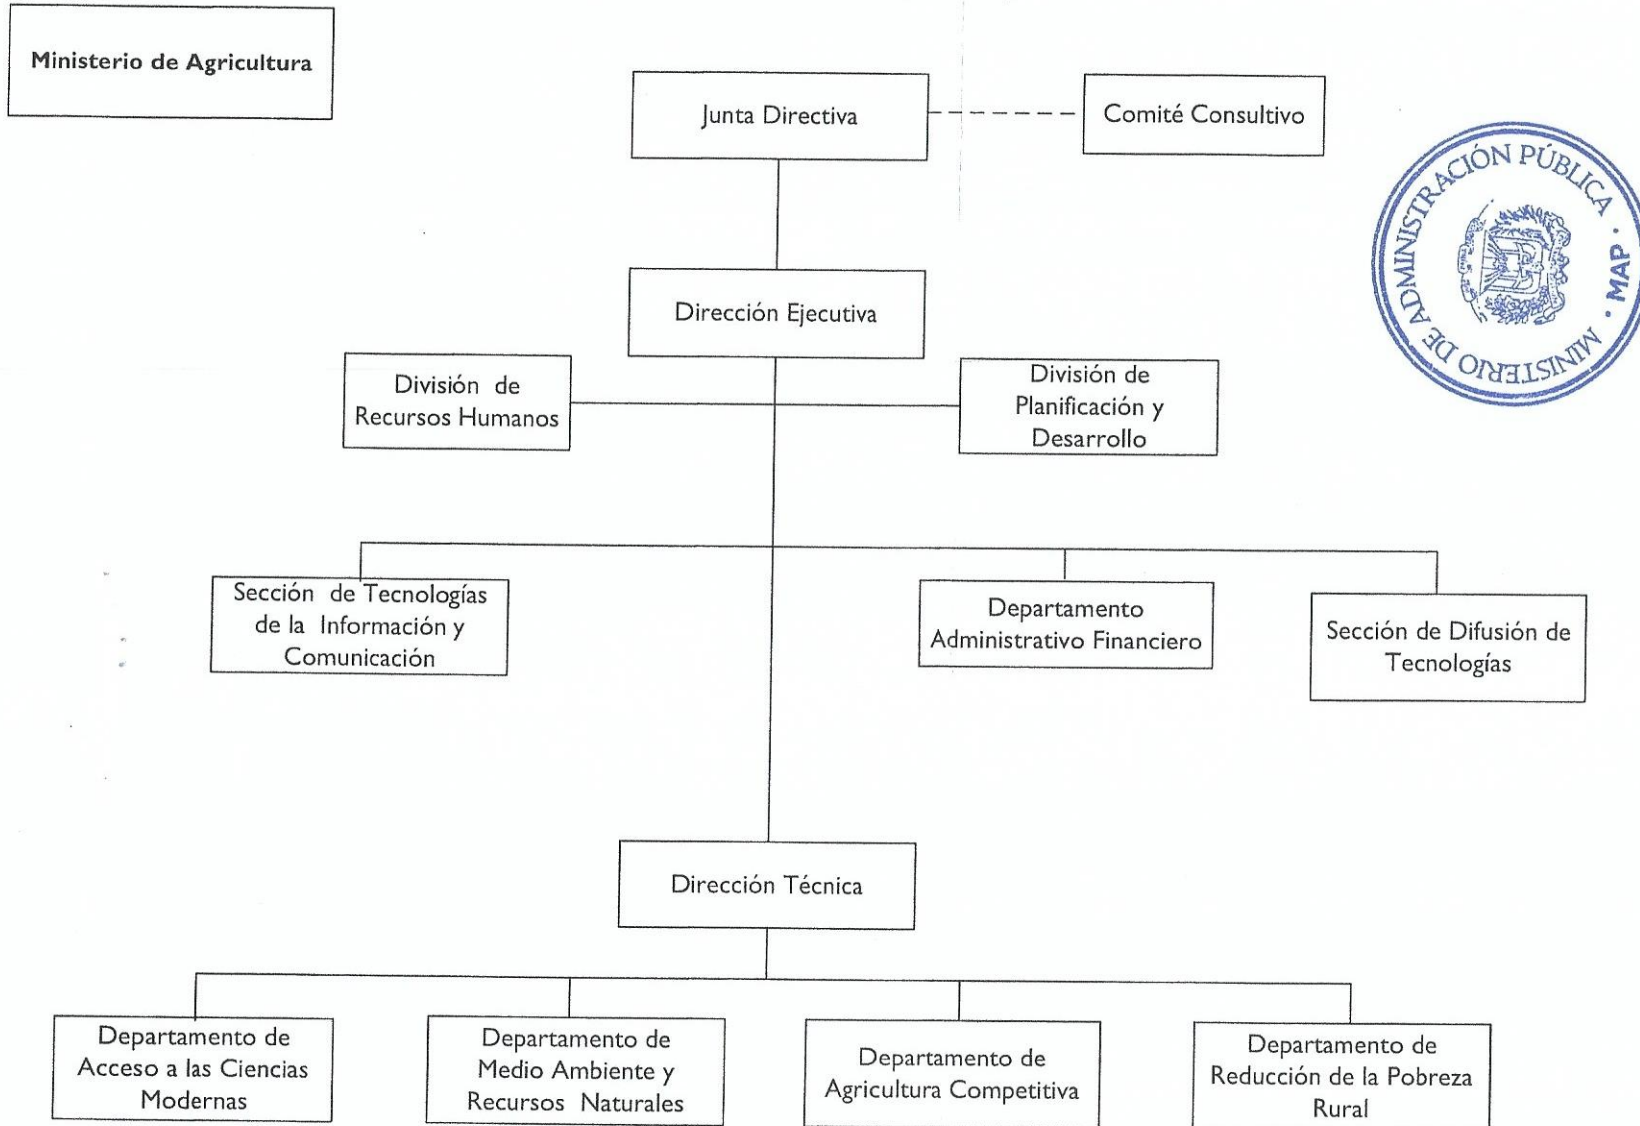 Ministerio de Agricultura
Junta Directiva
Comité Consultivo
MINISTERIO DE ADMINISTRACIÓN PÚBLICA · MAP ·
Dirección Ejecutiva
División de
Recursos Humanos
División de
Planificación y
Desarrollo
Sección de Tecnologías
de la Información y
Comunicación
Departamento
Administrativo Financiero
Sección de Difusión de
Tecnologías
Dirección Técnica
Departamento de
Acceso a las Ciencias
Modernas
Departamento de
Medio Ambiente y
Recursos Naturales
Departamento de
Agricultura Competitiva
Departamento de
Reducción de la Pobreza
Rural